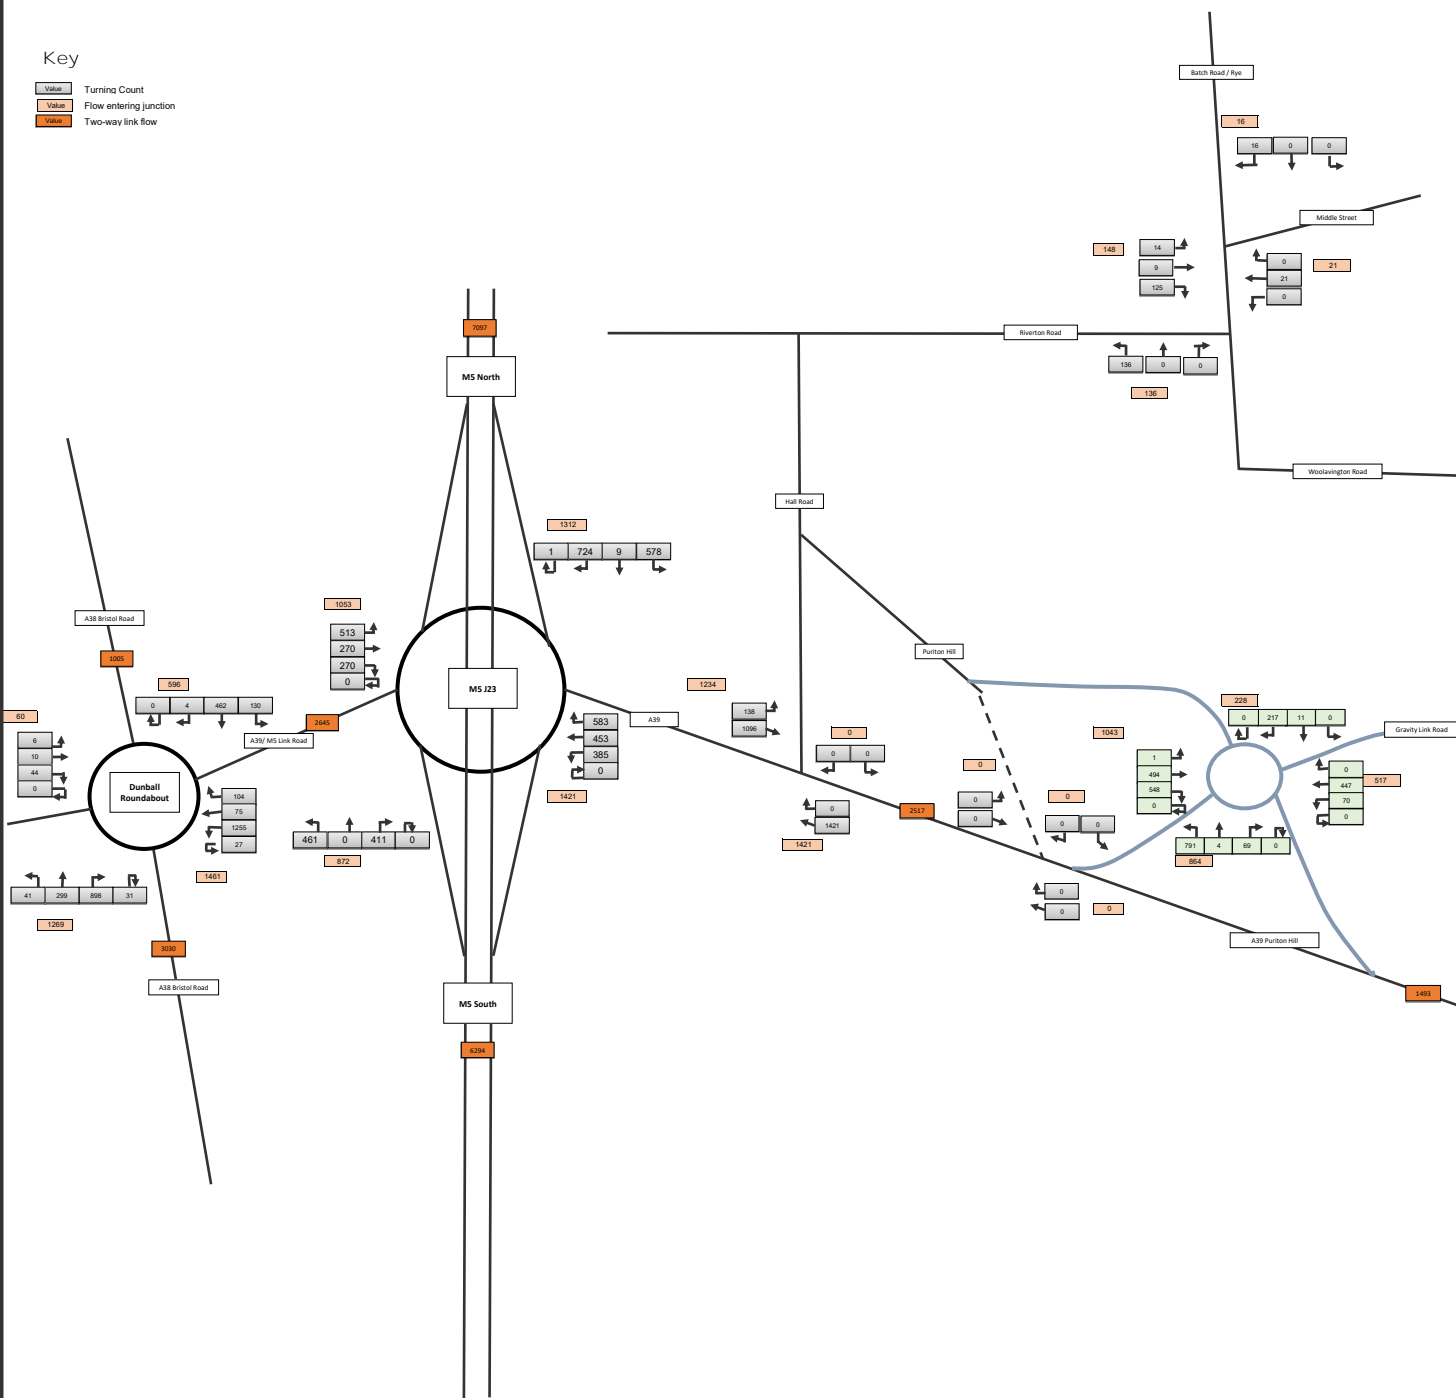 Key
Value Turning Count
Value Flow entering junction
Value Two-way link flow
Batch Road / Rye
16
16 0 0
Middle Street
148
14
9
125
0
21
0
21
Riverton Road
136 0 0
136
Woolavington Road
7097
M5 North
Hall Road
1312
1 724 9 578
1053
513
270
270
0
A38 Bristol Road
1005
596
0 4 462 130
60
6
10
44
0
2645
A39/ M5 Link Road
M5 J23
Dunball
Roundabout
104
75
1255
27
1461
461 0 411 0
872
41 299 898 31
1269
3030
A38 Bristol Road
583
453
385
0
1421
A39
1234
138
1096
0
0 0
0
1421
1421
2517
Puriton Hill
0
0
0
0
0 0
0
0
0
1043
1
494
548
0
228
0 217 11 0
Gravity Link Road
0
447
70
0
517
791 4 69 0
864
A39 Puriton Hill
1493
M5 South
6294